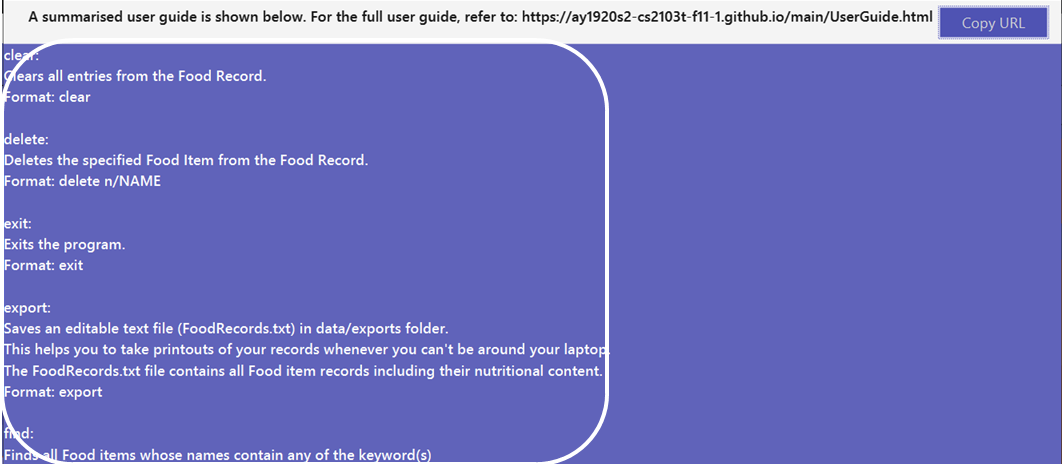 A summarised user guide is shown below. For the full user guide, refer to: https://ay1920s2-cs2103t-f11-1.github.io/main/UserGuide.html
Copy URL
clear:
Clears all entries from the Food Record.
Format: clear
delete:
Deletes the specified Food Item from the Food Record.
Format: delete n/NAME
exit:
Exits the program.
Format: exit
export:
Saves an editable text file (FoodRecords.txt) in data/exports folder.
This helps you to take printouts of your records whenever you can't be around your laptop.
The FoodRecords.txt file contains all Food item records including their nutritional content.
Format: export
find:
Finds all Food items whose names contain any of the keyword(s)